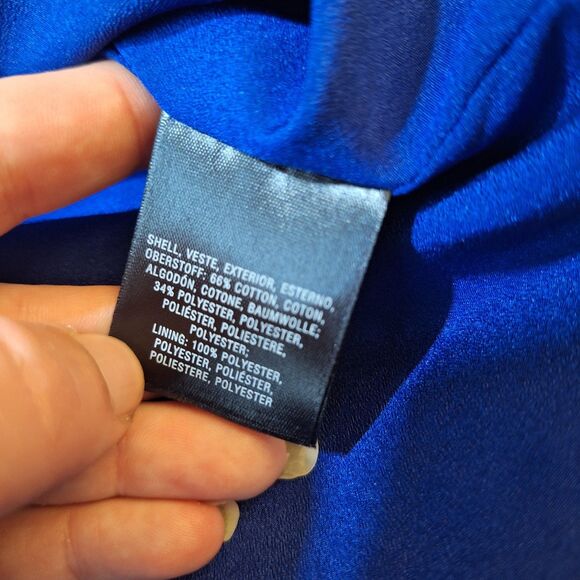 SHELL, VESTE, EXTERIOR, ESTERNO,
OBERSTOFF: 66% COTTON, COTON,
ALGODÓN, COTONE, BAUMWOLLE;
34% POLYESTER, POLYESTER,
POLIÉSTER, POLIESTERE,
POLYESTER;
LINING: 100% POLYESTER,
POLYESTER, POLIÉSTER,
POLIESTERE, POLYESTER